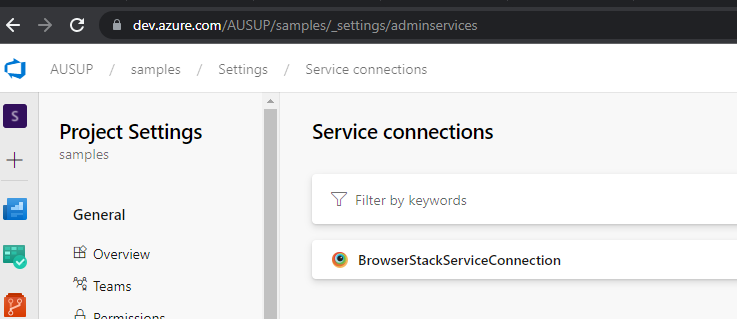 dev.azure.com/AUSUP/samples/_settings/adminservices
AUSUP / samples / Settings / Service connections
S
Project Settings
samples
Service connections
Filter by keywords
General
BrowserStackServiceConnection
Overview
Teams
Permissions